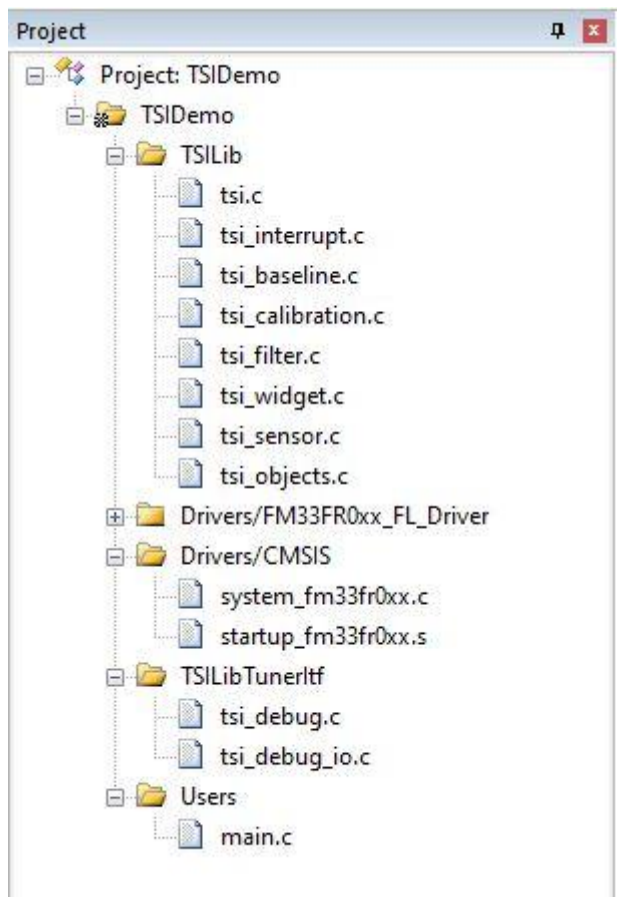 Project
Project: TSIDemo
TSIDemo
TSILib
tsi.c
tsi_interrupt.c
tsi_baseline.c
tsi_calibration.c
tsi_filter.c
tsi_widget.c
tsi_sensor.c
tsi_objects.c
Drivers/FM33FR0xx_FL_Driver
Drivers/CMSIS
system_fm33fr0xx.c
startup_fm33fr0xx.s
TSILibTunerItf
tsi_debug.c
tsi_debug_io.c
Users
main.c